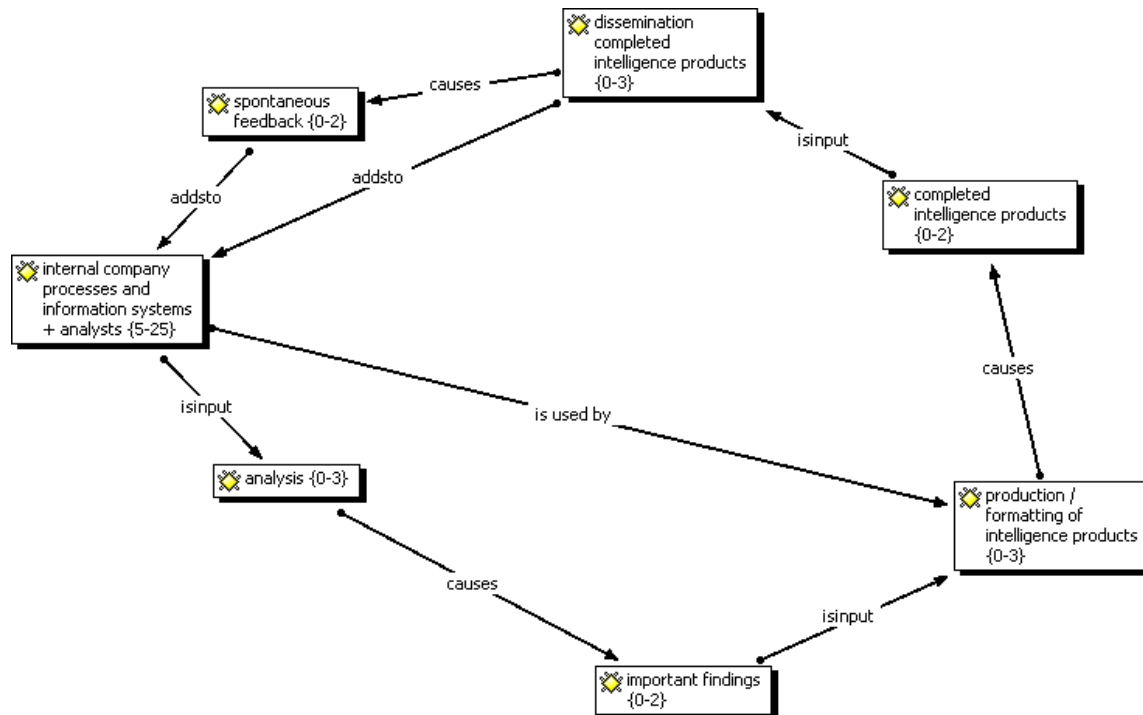 dissemination
completed
intelligence products
{0-3}
causes
spontaneous
feedback {0-2}
isinput
addsto
addsto
completed
intelligence products
{0-2}
internal company
processes and
information systems
+ analysts {5-25}
causes
isinput
is used by
analysis {0-3}
production /
formatting of
intelligence products
{0-3}
causes
isinput
important findings
{0-2}